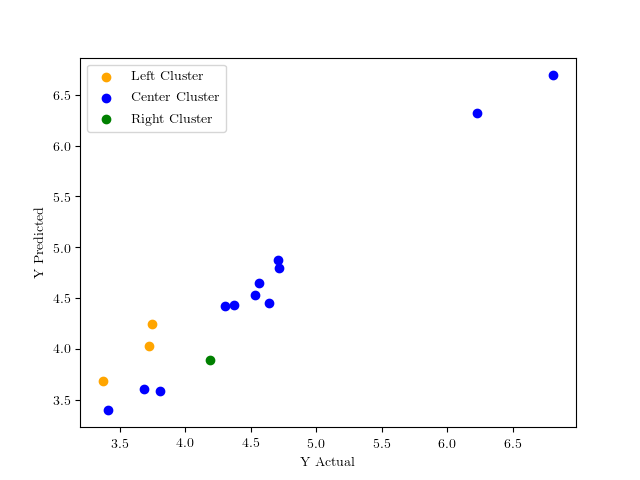 Left Cluster
Center Cluster
Right Cluster
6.5
6.0
5.5
5.0
4.5
4.0
3.5
Y Predicted
3.5 4.0 4.5 5.0 5.5 6.0 6.5
Y Actual